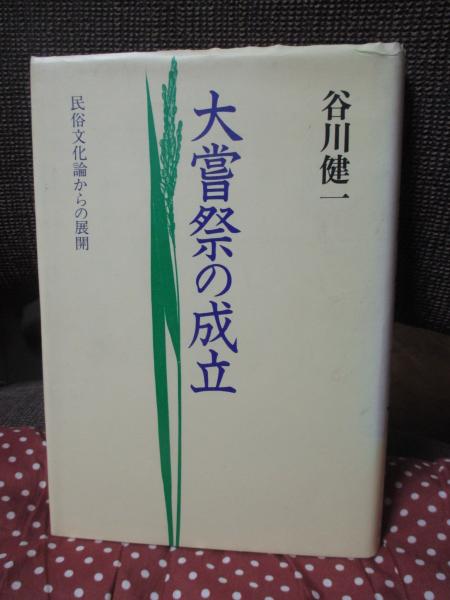 谷川健一
大嘗祭の成立
民俗文化論からの展開